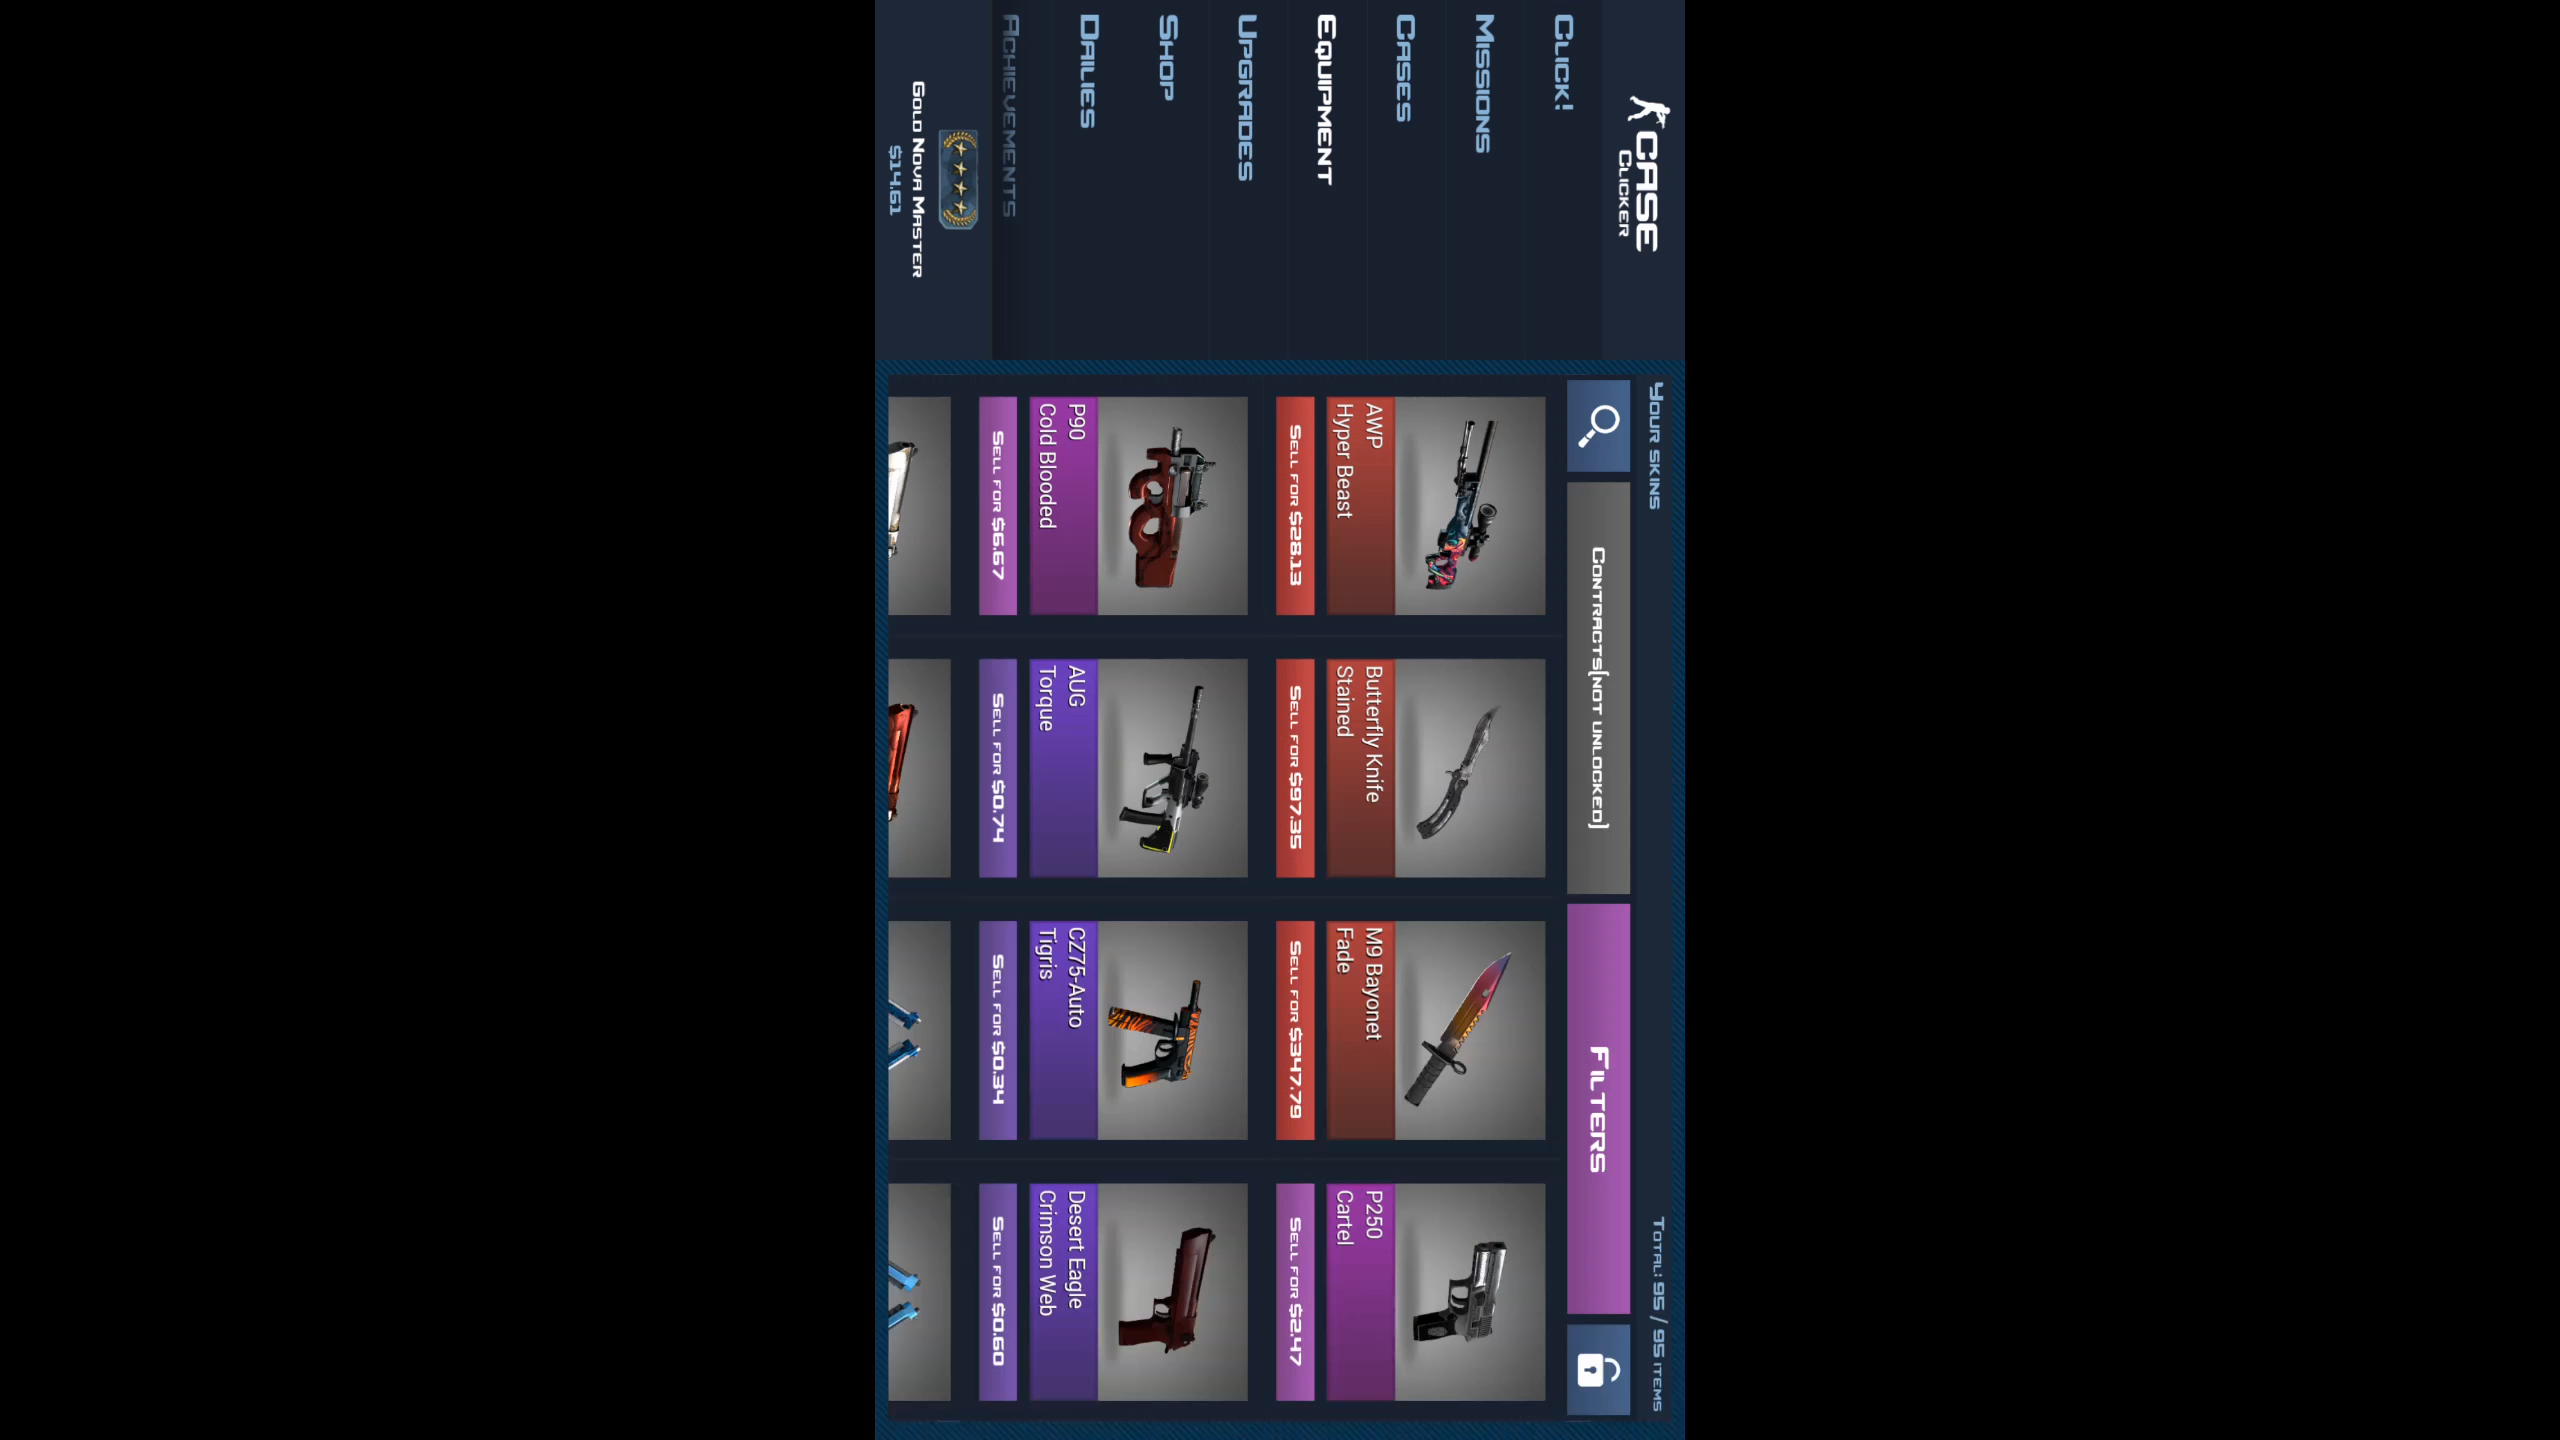 CASE
CLICKER
CLICK!
MISSIONS
CASES
EQUIPMENT
UPGRADES
SHOP
DAILIES
ACHIEVEMENTS
GOLD NOVA MASTER
$14.61
YOUR SKINS
TOTAL: 95 / 95 ITEMS
CONTRACTS(NOT UNLOCKED)
FILTERS
AWP
Hyper Beast
SELL FOR $28.13
Butterfly Knife
Stained
SELL FOR $97.35
M9 Bayonet
Fade
SELL FOR $347.79
P250
Cartel
SELL FOR $2.47
P90
Cold Blooded
SELL FOR $6.67
AUG
Torque
SELL FOR $0.74
CZ75-Auto
Tigris
SELL FOR $0.34
Desert Eagle
Crimson Web
SELL FOR $0.60